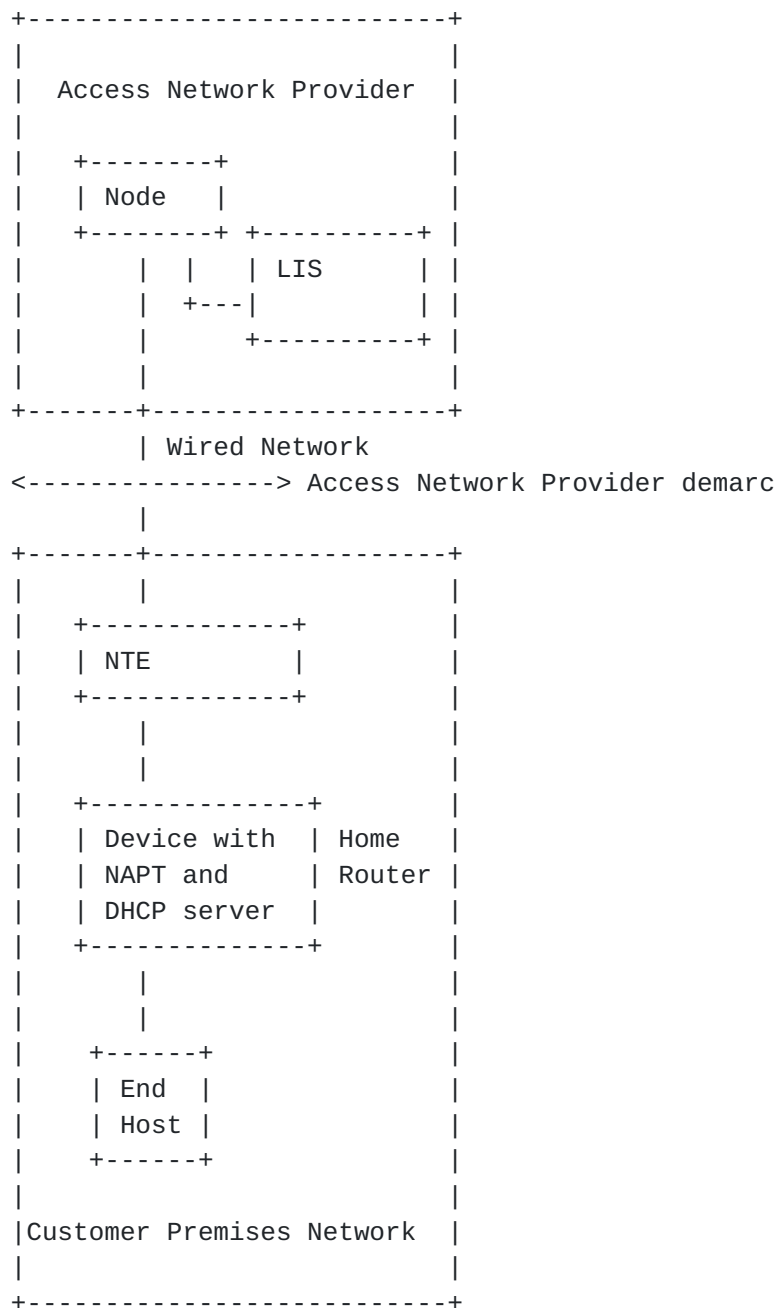 Access Network Provider
Node
LIS
Wired Network
Access Network Provider demarc
NTE
Device with Home
NAPT and Router
DHCP server
End
Host
Customer Premises Network